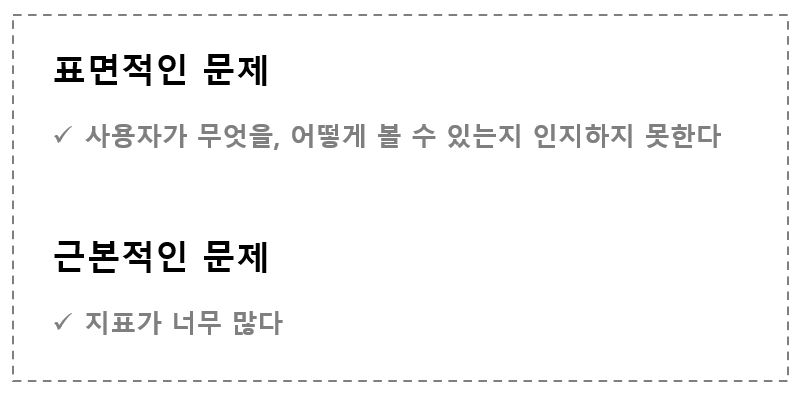 표면적인 문제
✓ 사용자가 무엇을, 어떻게 볼 수 있는지 인지하지 못한다
근본적인 문제
✓ 지표가 너무 많다